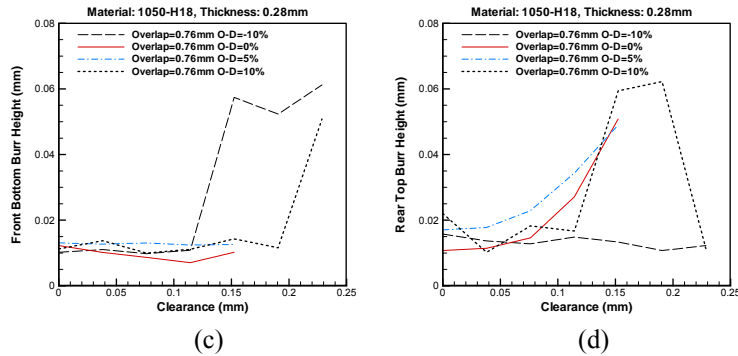 Material: 1050-H18, Thickness: 0.28mm
Overlap=0.76mm O-D=-10%
Overlap=0.76mm O-D=0%
Overlap=0.76mm O-D=5%
Overlap=0.76mm O-D=10%
Front Bottom Burr Height (mm)
0.08
0.06
0.04
0.02
0
0 0.05 0.1 0.15 0.2 0.25
Clearance (mm)
(c)
Material: 1050-H18, Thickness: 0.28mm
Overlap=0.76mm O-D=-10%
Overlap=0.76mm O-D=0%
Overlap=0.76mm O-D=5%
Overlap=0.76mm O-D=10%
Rear Top Burr Height (mm)
0.08
0.06
0.04
0.02
0
0 0.05 0.1 0.15 0.2 0.25
Clearance (mm)
(d)